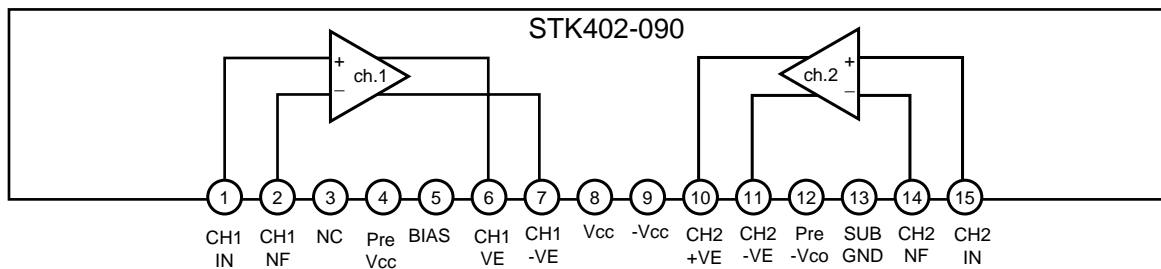 STK402-090
+ ch.1 −
ch.2 + −
1 2 3 4 5 6 7 8 9 10 11 12 13 14 15
CH1 IN
CH1 NF
NC
Pre Vcc
BIAS
CH1 VE
CH1 -VE
Vcc
-Vcc
CH2 +VE
CH2 -VE
Pre -Vco
SUB GND
CH2 NF
CH2 IN